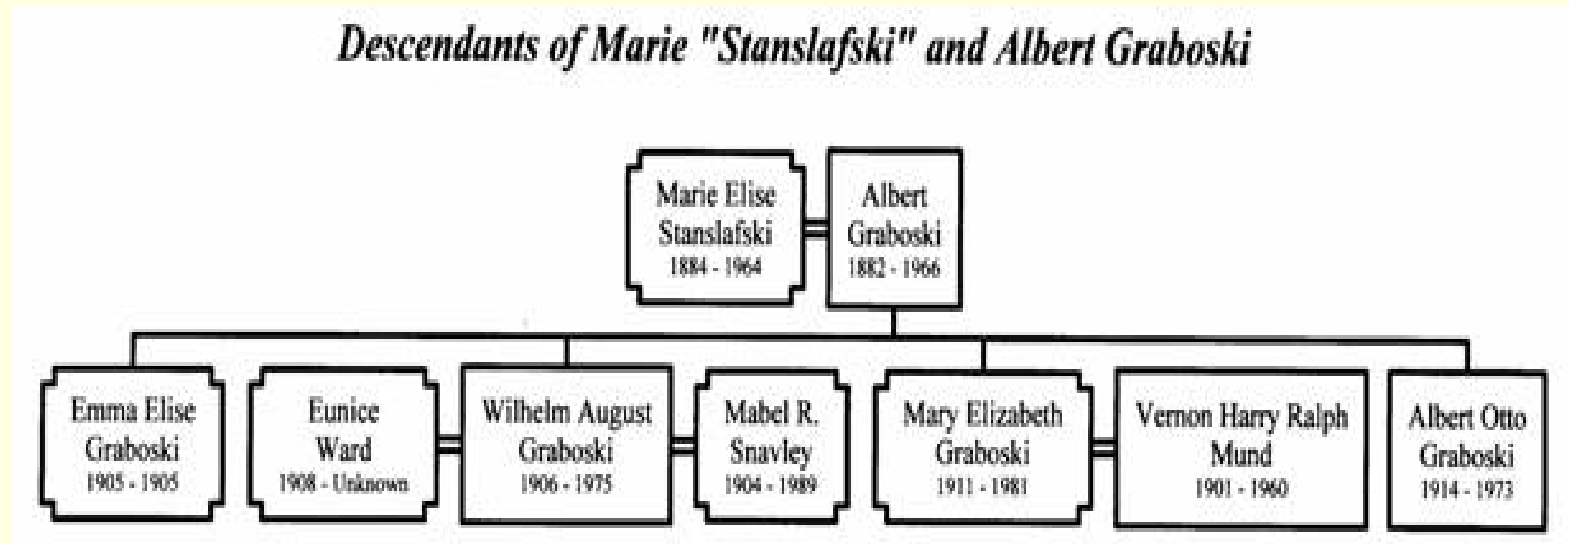 Descendants of Marie "Stanslafski" and Albert Graboski
Marie Elise
Stanslafski
1884 - 1964
Albert
Graboski
1882 - 1966
Emma Elise
Graboski
1905 - 1905
Eunice
Ward
1908 - Unknown
Wilhelm August
Graboski
1906 - 1975
Mabel R.
Snavley
1904 - 1989
Mary Elizabeth
Graboski
1911 - 1981
Vernon Harry Ralph
Mund
1901 - 1960
Albert Otto
Graboski
1914 - 1973